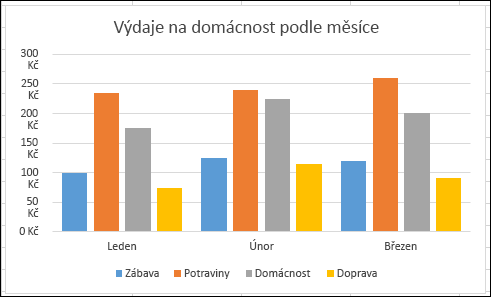 Výdaje na domácnost podle měsíce
300
Kč
250
Kč
200
Kč
150
Kč
100
Kč
50
Kč
0 Kč
Leden Únor Březen
Zábava Potraviny Domácnost Doprava